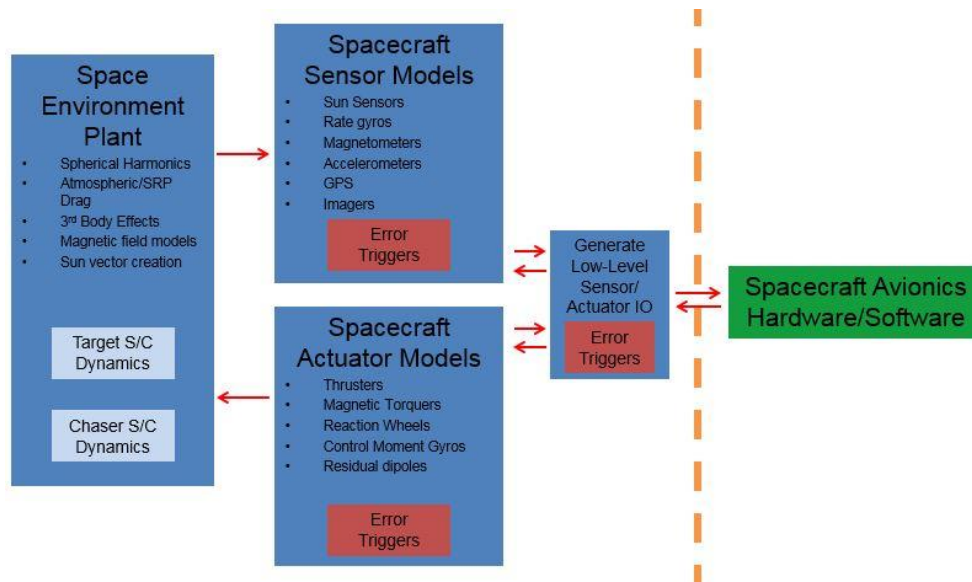 Space
Environment
Plant
• Spherical Harmonics
• Atmospheric/SRP
Drag
• 3rd Body Effects
• Magnetic field models
• Sun vector creation
Target S/C
Dynamics
Chaser S/C
Dynamics
Spacecraft
Sensor Models
• Sun Sensors
• Rate gyros
• Magnetometers
• Accelerometers
• GPS
• Imagers
Error
Triggers
Spacecraft
Actuator Models
• Thrusters
• Magnetic Torquers
• Reaction Wheels
• Control Moment Gyros
• Residual dipoles
Error
Triggers
Generate
Low-Level
Sensor/
Actuator IO
Error
Triggers
Spacecraft Avionics
Hardware/Software